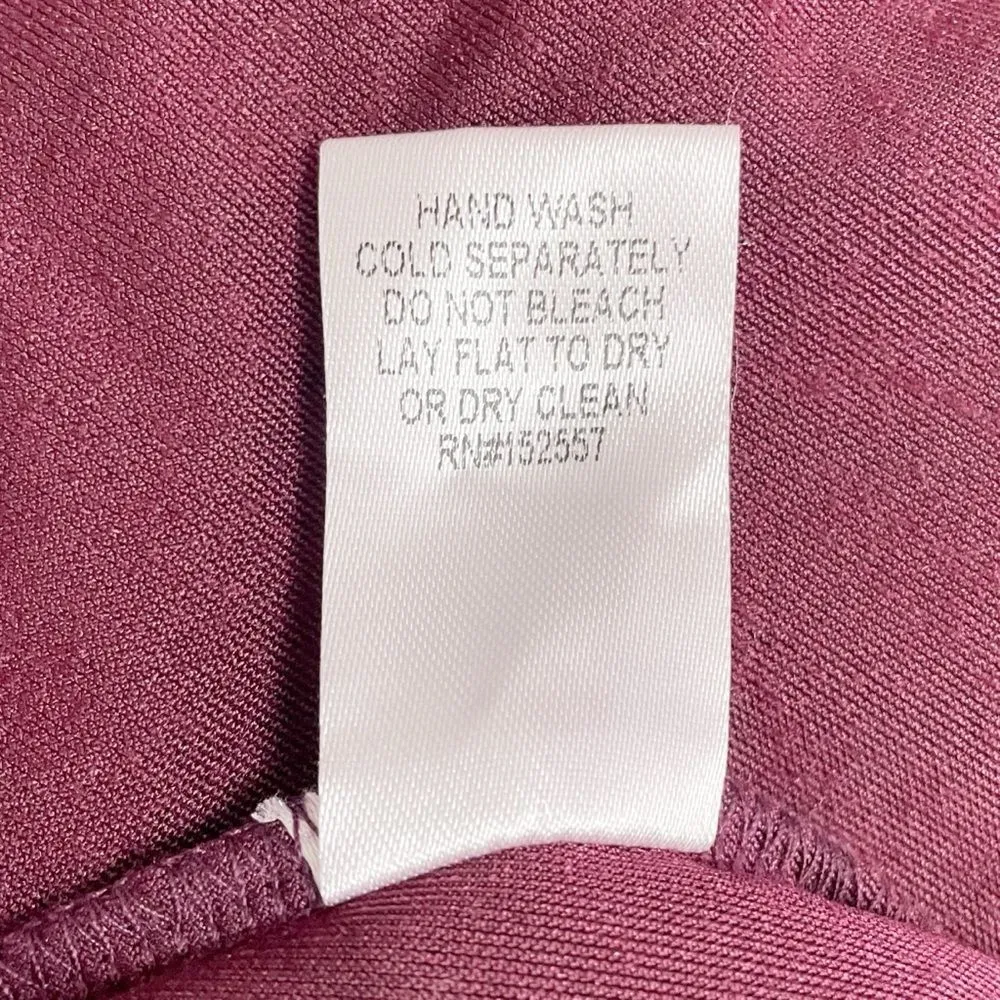 HAND WASH
COLD SEPARATELY
DO NOT BLEACH
LAY FLAT TO DRY
OR DRY CLEAN
RN#152557